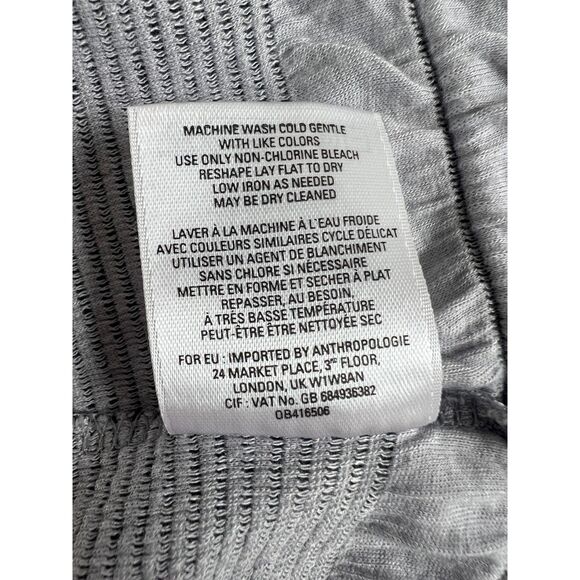 MACHINE WASH COLD GENTLE
WITH LIKE COLORS
USE ONLY NON-CHLORINE BLEACH
RESHAPE LAY FLAT TO DRY
LOW IRON AS NEEDED
MAY BE DRY CLEANED
LAVER À LA MACHINE À L'EAU FROIDE
AVEC COULEURS SIMILAIRES CYCLE DÉLICAT
UTILISER UN AGENT DE BLANCHIMENT
SANS CHLORE SI NÉCESSAIRE
METTRE EN FORME ET SECHER À PLAT
REPASSER, AU BESOIN,
À TRÈS BASSE TEMPÉRATURE
PEUT-ÊTRE ÊTRE NETTOYÉE SEC
FOR EU : IMPORTED BY ANTHROPOLOGIE
24 MARKET PLACE, 3RD FLOOR,
LONDON, UK W1W8AN
CIF : VAT No. GB 684936382
OB416506